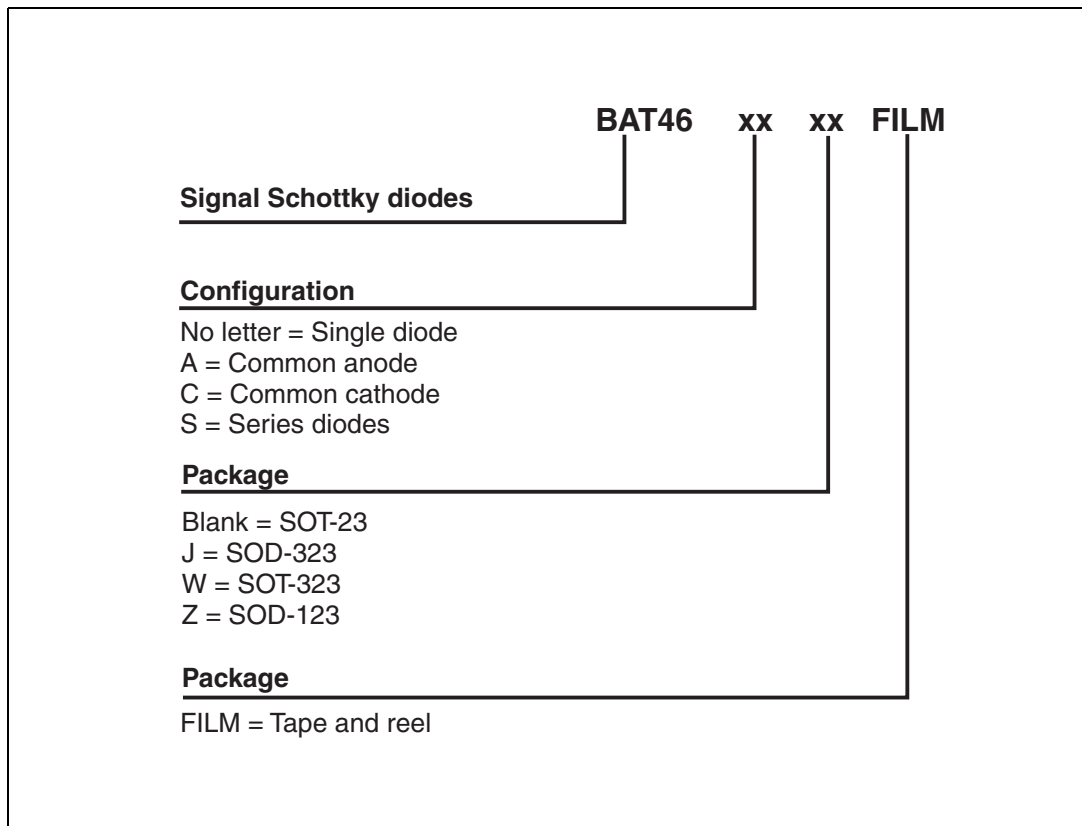 BAT46 xx xx FILM
Signal Schottky diodes
Configuration
No letter = Single diode
A = Common anode
C = Common cathode
S = Series diodes
Package
Blank = SOT-23
J = SOD-323
W = SOT-323
Z = SOD-123
Package
FILM = Tape and reel